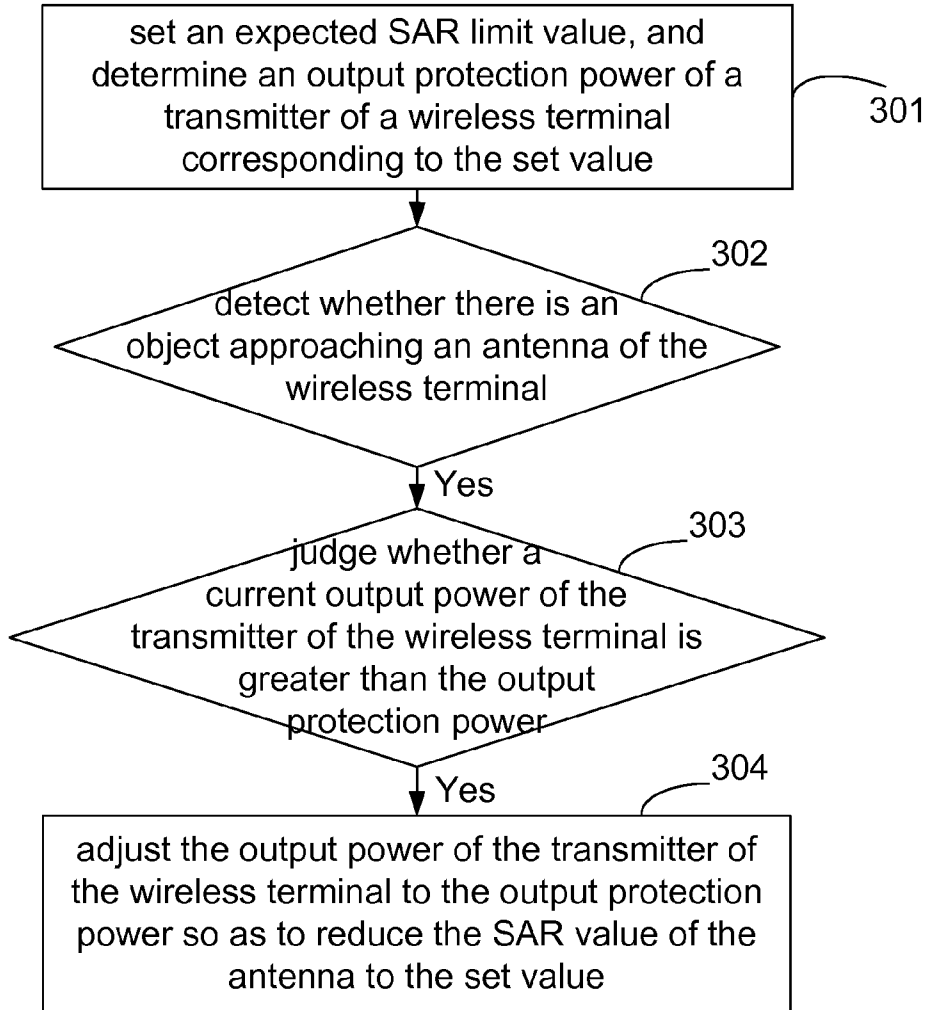 set an expected SAR limit value, and
determine an output protection power of a
transmitter of a wireless terminal
corresponding to the set value
301
302
detect whether there is an
object approaching an antenna of the
wireless terminal
Yes
303
judge whether a
current output power of the
transmitter of the wireless terminal is
greater than the output
protection power
Yes
304
adjust the output power of the transmitter of
the wireless terminal to the output protection
power so as to reduce the SAR value of the
antenna to the set value